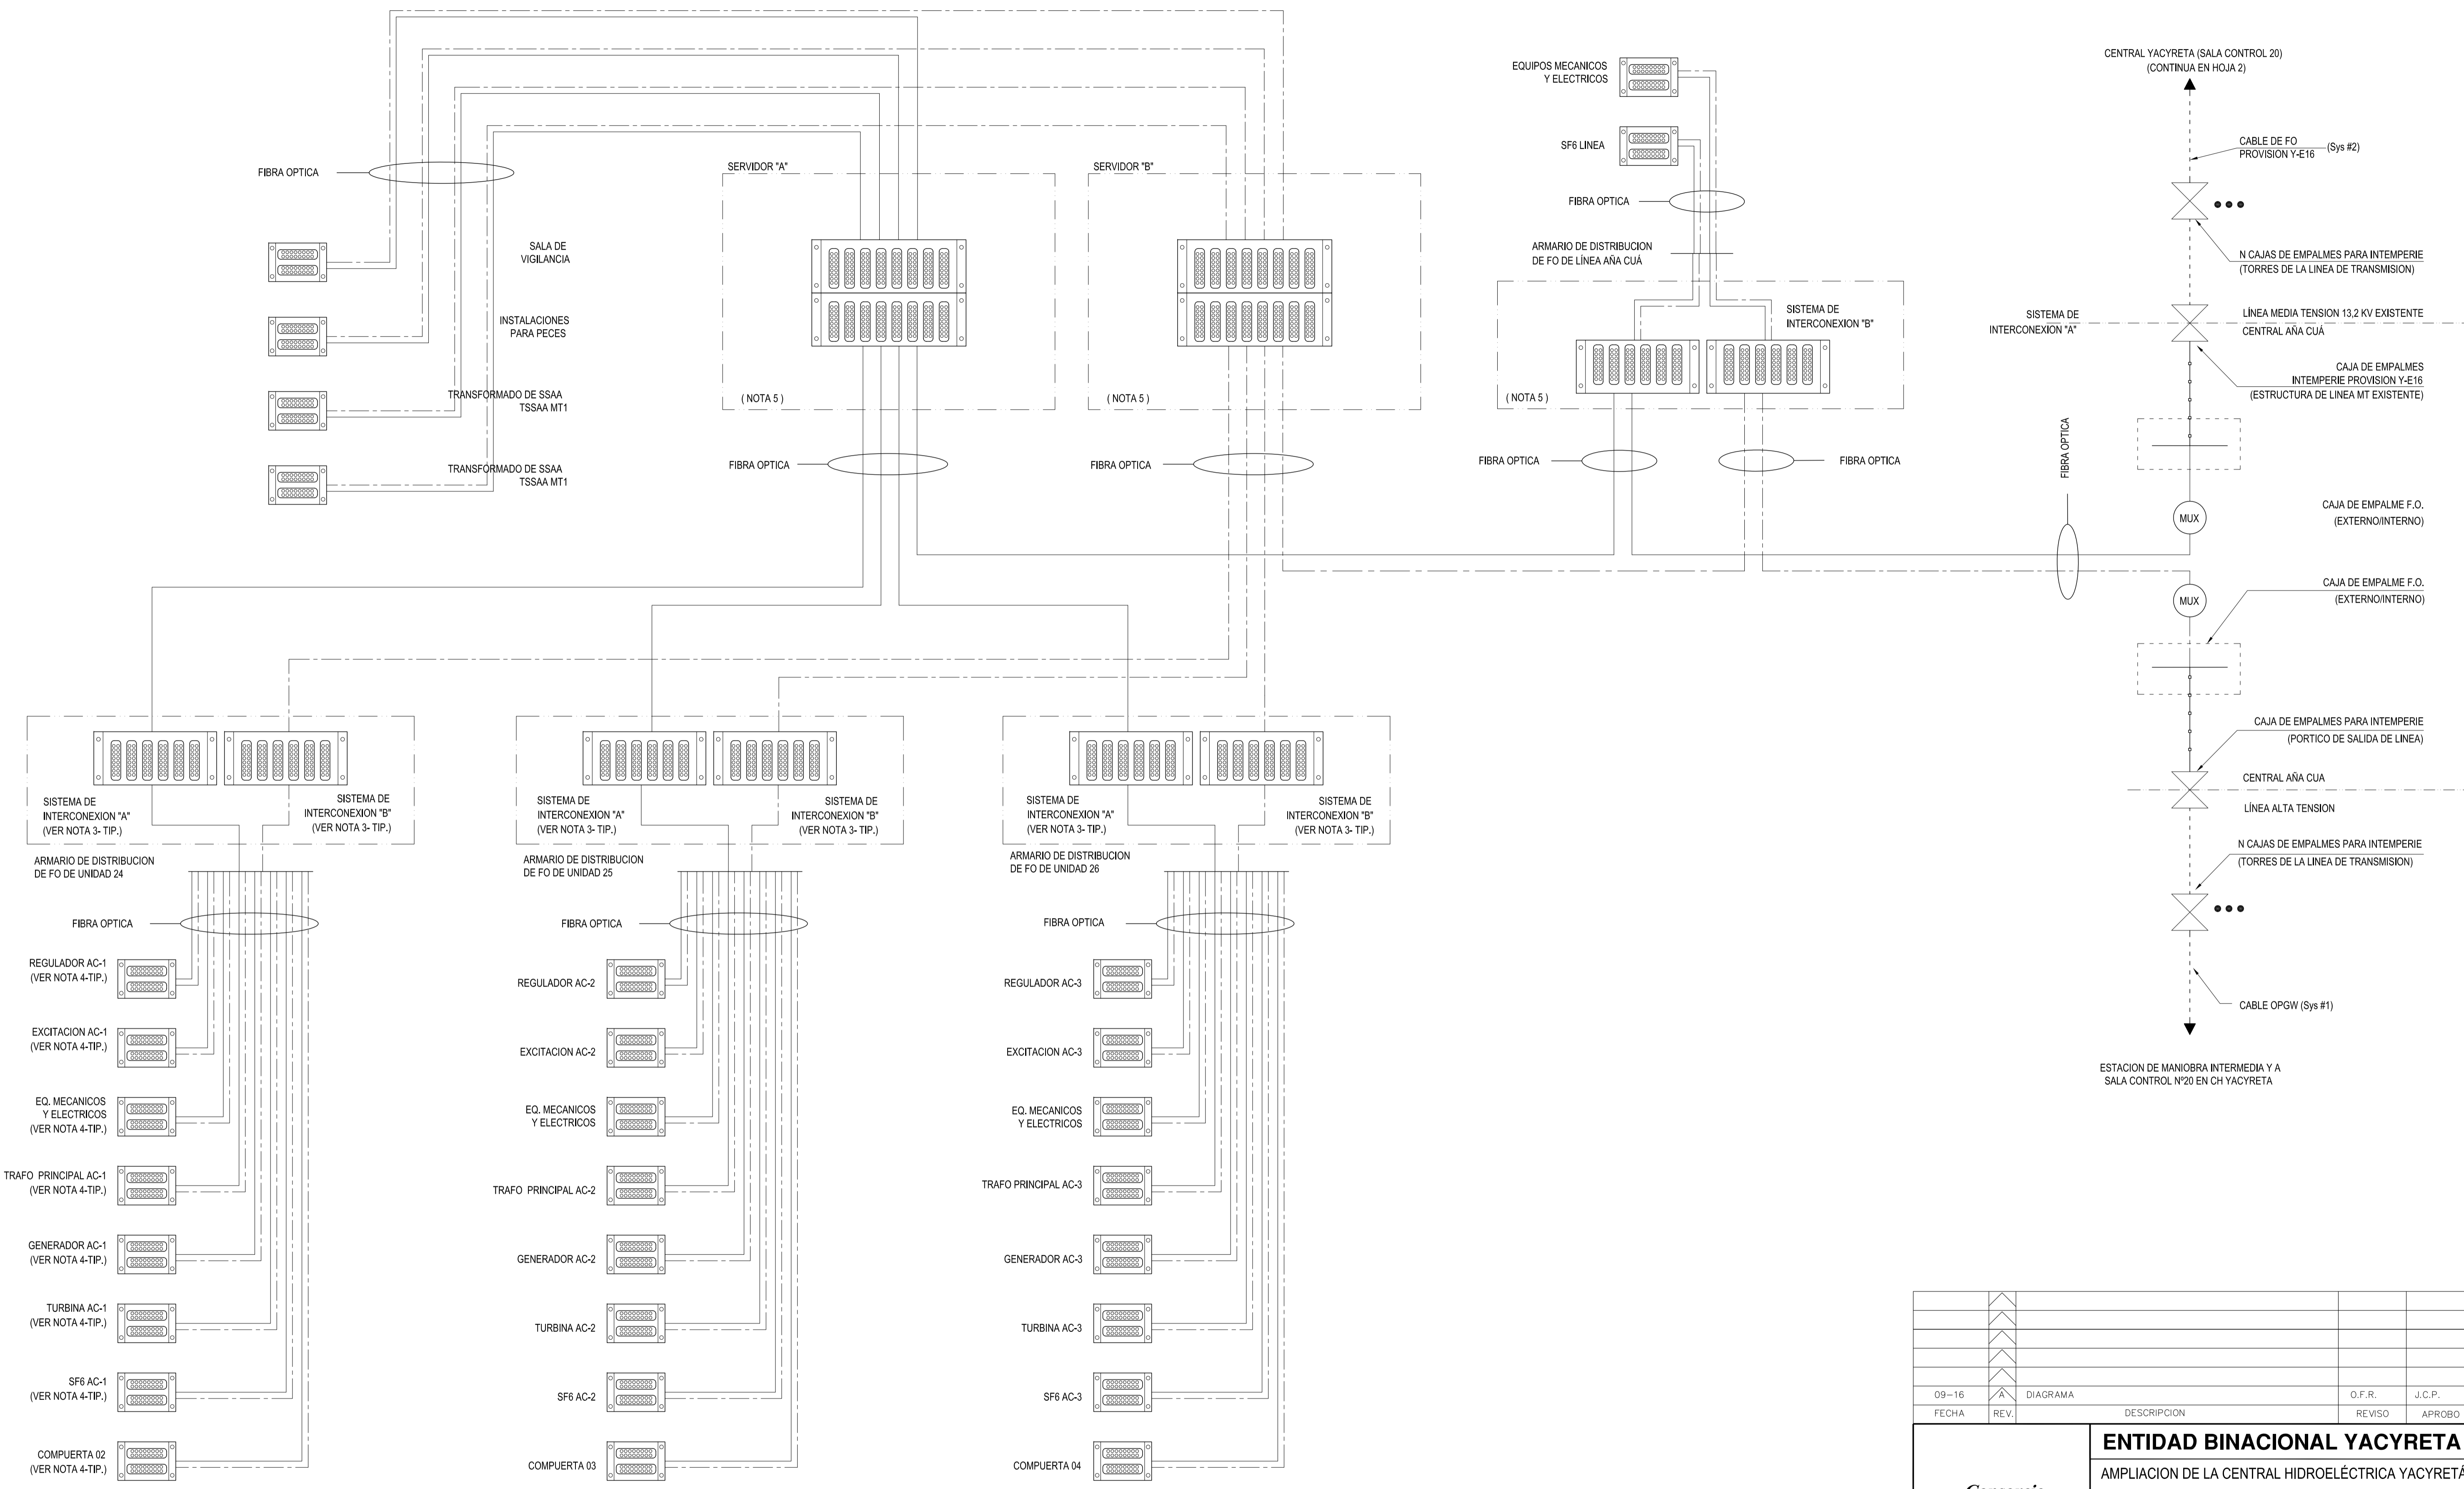 FIBRA OPTICA
SALA DE
VIGILANCIA
INSTALACIONES
PARA PECES
TRANSFORMADO DE SSAA
TSSAA MT1
TRANSFORMADO DE SSAA
TSSAA MT1
SERVIDOR "A"
( NOTA 5 )
FIBRA OPTICA
SERVIDOR "B"
( NOTA 5 )
FIBRA OPTICA
EQUIPOS MECANICOS
Y ELECTRICOS
SF6 LINEA
FIBRA OPTICA
ARMARIO DE DISTRIBUCION
DE FO DE LÍNEA AÑA CUÁ
SISTEMA DE
INTERCONEXION "B"
( NOTA 5 )
FIBRA OPTICA
FIBRA OPTICA
SISTEMA DE
INTERCONEXION "A"
FIBRA OPTICA
CENTRAL YACYRETA (SALA CONTROL 20)
(CONTINUA EN HOJA 2)
CABLE DE FO
PROVISION Y-E16
(Sys #2)
N CAJAS DE EMPALMES PARA INTEMPERIE
(TORRES DE LA LINEA DE TRANSMISION)
LÍNEA MEDIA TENSION 13,2 KV EXISTENTE
CENTRAL AÑA CUÁ
CAJA DE EMPALMES
INTEMPERIE PROVISION Y-E16
(ESTRUCTURA DE LINEA MT EXISTENTE)
MUX
CAJA DE EMPALME F.O.
(EXTERNO/INTERNO)
CAJA DE EMPALME F.O.
(EXTERNO/INTERNO)
MUX
CAJA DE EMPALMES PARA INTEMPERIE
(PORTICO DE SALIDA DE LINEA)
CENTRAL AÑA CUA
LÍNEA ALTA TENSION
N CAJAS DE EMPALMES PARA INTEMPERIE
(TORRES DE LA LINEA DE TRANSMISION)
CABLE OPGW (Sys #1)
ESTACION DE MANIOBRA INTERMEDIA Y A
SALA CONTROL Nº20 EN CH YACYRETA
SISTEMA DE
INTERCONEXION "A"
(VER NOTA 3- TIP.)
SISTEMA DE
INTERCONEXION "B"
(VER NOTA 3- TIP.)
ARMARIO DE DISTRIBUCION
DE FO DE UNIDAD 24
FIBRA OPTICA
REGULADOR AC-1
(VER NOTA 4-TIP.)
EXCITACION AC-1
(VER NOTA 4-TIP.)
EQ. MECANICOS
Y ELECTRICOS
(VER NOTA 4-TIP.)
TRAFO PRINCIPAL AC-1
(VER NOTA 4-TIP.)
GENERADOR AC-1
(VER NOTA 4-TIP.)
TURBINA AC-1
(VER NOTA 4-TIP.)
SF6 AC-1
(VER NOTA 4-TIP.)
COMPUERTA 02
(VER NOTA 4-TIP.)
SISTEMA DE
INTERCONEXION "A"
(VER NOTA 3- TIP.)
SISTEMA DE
INTERCONEXION "B"
(VER NOTA 3- TIP.)
ARMARIO DE DISTRIBUCION
DE FO DE UNIDAD 25
FIBRA OPTICA
REGULADOR AC-2
EXCITACION AC-2
EQ. MECANICOS
Y ELECTRICOS
TRAFO PRINCIPAL AC-2
GENERADOR AC-2
TURBINA AC-2
SF6 AC-2
COMPUERTA 03
SISTEMA DE
INTERCONEXION "A"
(VER NOTA 3- TIP.)
SISTEMA DE
INTERCONEXION "B"
(VER NOTA 3- TIP.)
ARMARIO DE DISTRIBUCION
DE FO DE UNIDAD 26
FIBRA OPTICA
REGULADOR AC-3
EXCITACION AC-3
EQ. MECANICOS
Y ELECTRICOS
TRAFO PRINCIPAL AC-3
GENERADOR AC-3
TURBINA AC-3
SF6 AC-3
COMPUERTA 04
09-16 A DIAGRAMA O.F.R. J.C.P.
FECHA REV. DESCRIPCION REVISO APROBO
ENTIDAD BINACIONAL YACYRETA
AMPLIACION DE LA CENTRAL HIDROELÉCTRICA YACYRETÁ